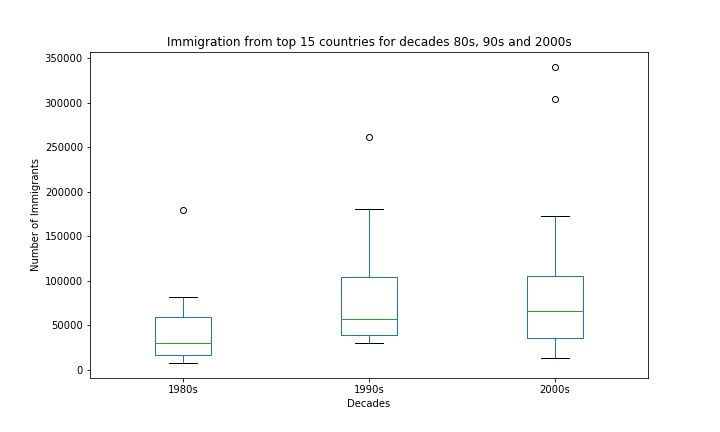 Immigration from top 15 countries for decades 80s, 90s and 2000s
350000
300000
250000
200000
150000
100000
50000
0
Number of Immigrants
1980s
1990s
2000s
Decades